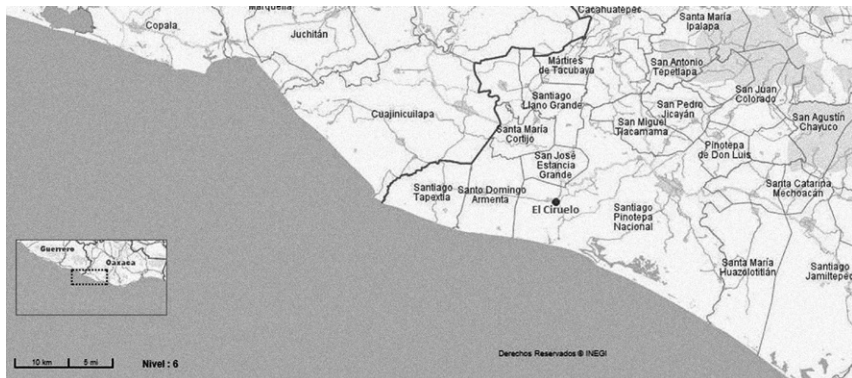 Marquelia
Copala
Juchitán
Cacahuatepec
Santa María
Ipalapa
Mártires
de Tacubaya
San Antonio
Tepetlapa
Santiago
Llano Grande
San Juan
Colorado
Cuajinicuilapa
San Pedro
Jicayán
San Agustín
Chayuco
Santa María
Cortijo
San Miguel
Tlacamama
Pinotepa
de Don Luis
San José
Estancia
Grande
Santiago
Tapextla
Santo Domingo
Armenta
Santa Catarina
Mechoacán
El Ciruelo
Santiago
Pinotepa
Nacional
Santa María
Huazolotitlán
Santiago
Jamiltepec
Guerrero
Oaxaca
10 km
5 mi
Nivel : 6
Derechos Reservados © INEGI